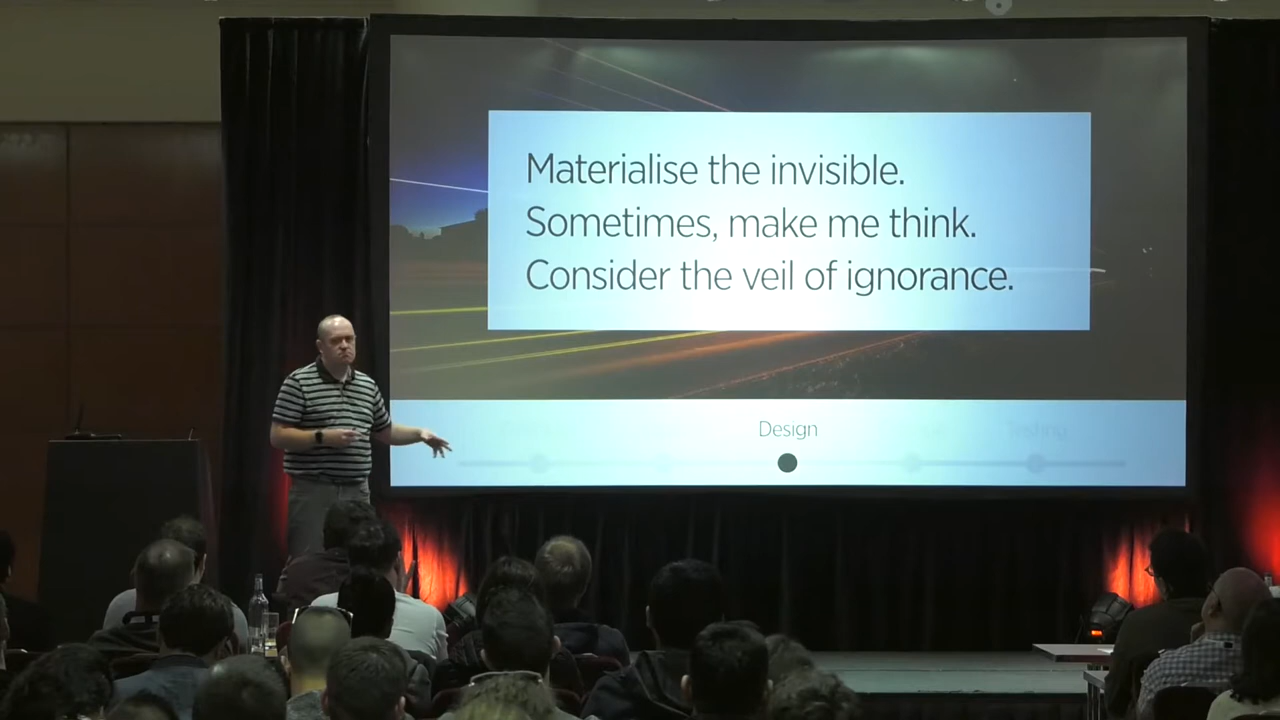 Materialise the invisible.
Sometimes, make me think.
Consider the veil of ignorance.
Design